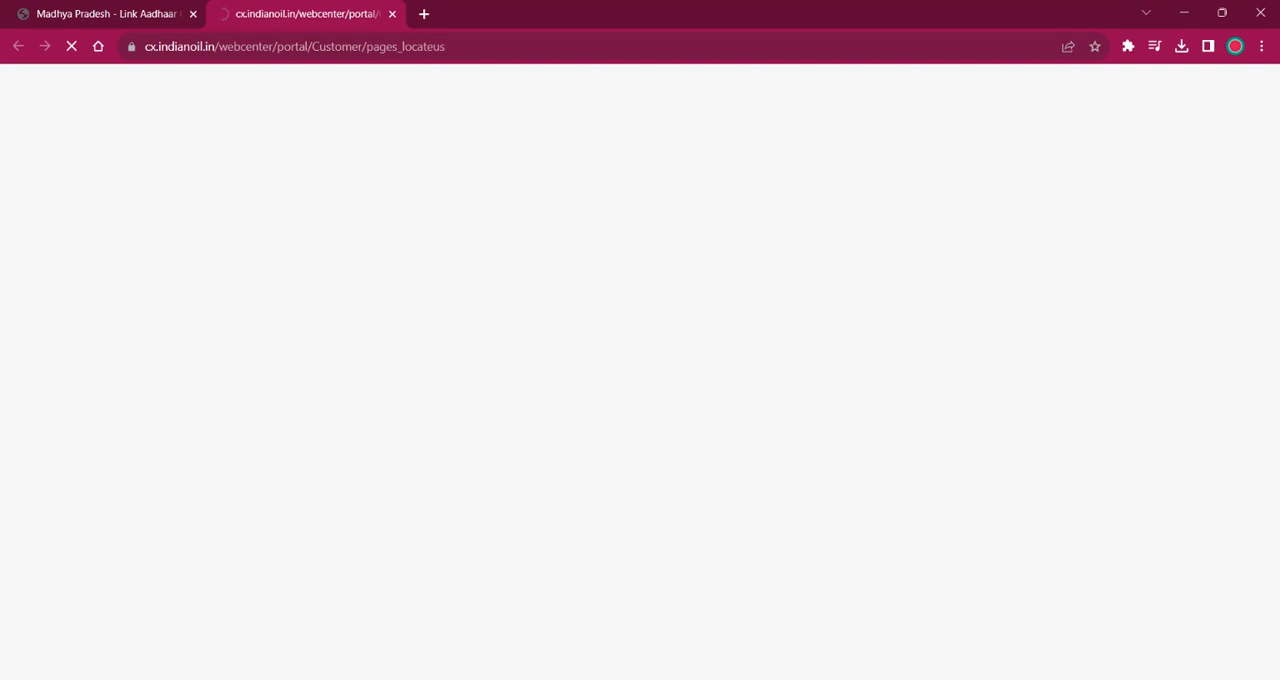 Madhya Pradesh - Link Aadhaar
cx.indianoil.in/webcenter/portal/
cx.indianoil.in/webcenter/portal/Customer/pages_locateus